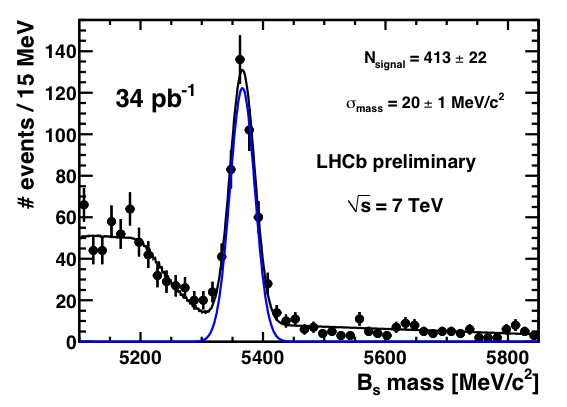 # events / 15 MeV
140
120
100
80
60
40
20
0
34 pb⁻¹
N_signal = 413 ± 22
σ_mass = 20 ± 1 MeV/c²
LHCb preliminary
√s = 7 TeV
5200 5400 5600 5800
B_s mass [MeV/c²]